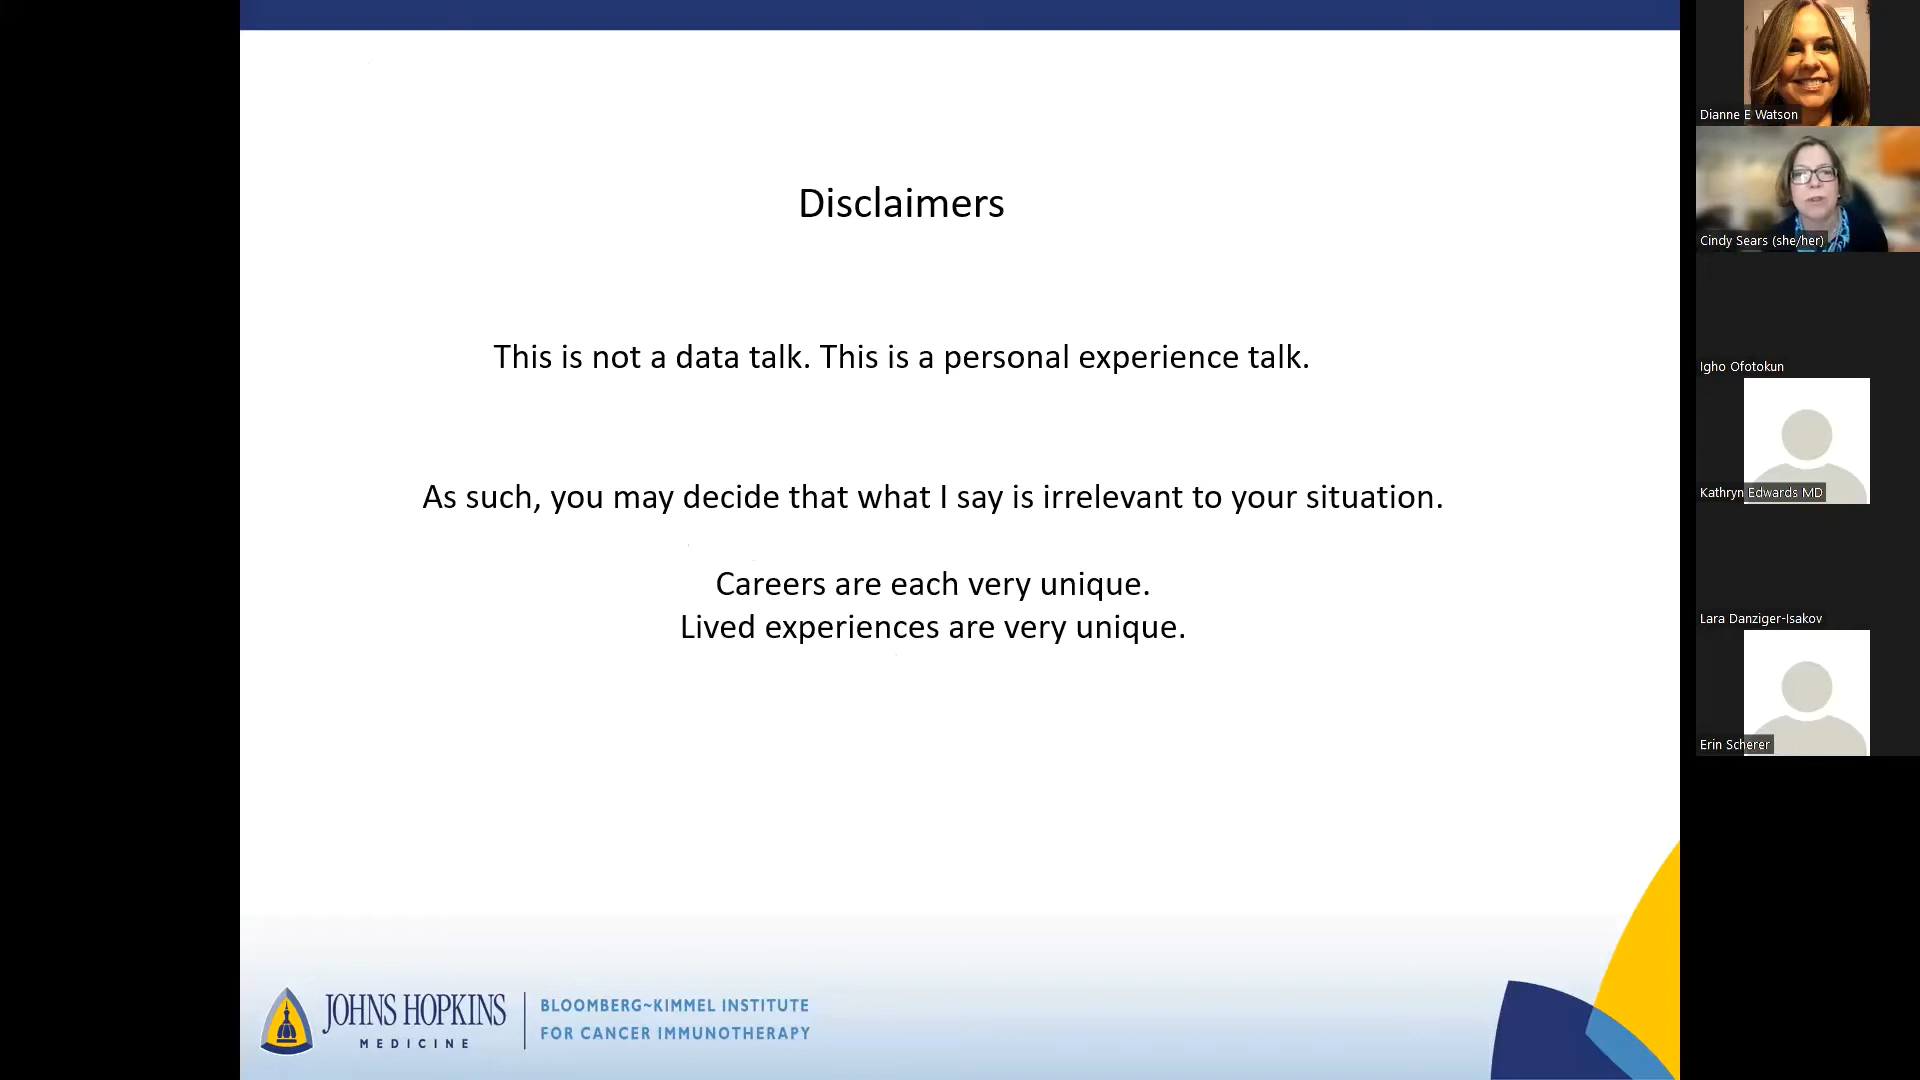 Disclaimers
This is not a data talk. This is a personal experience talk.
As such, you may decide that what I say is irrelevant to your situation.
Careers are each very unique.
Lived experiences are very unique.
JOHNS HOPKINS
MEDICINE
BLOOMBERG~KIMMEL INSTITUTE
FOR CANCER IMMUNOTHERAPY
Dianne E Watson
Cindy Sears (she/her)
Igho Ofotokun
Kathryn Edwards MD
Lara Danziger-Isakov
Erin Scherer